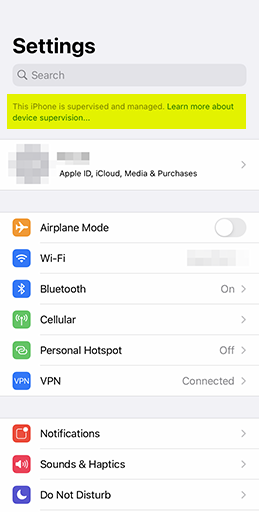 Settings
Search
This iPhone is supervised and managed. Learn more about
device supervision...
Apple ID, iCloud, Media & Purchases
Airplane Mode
Wi-Fi
Bluetooth On
Cellular
Personal Hotspot Off
VPN VPN Connected
Notifications
Sounds & Haptics
Do Not Disturb